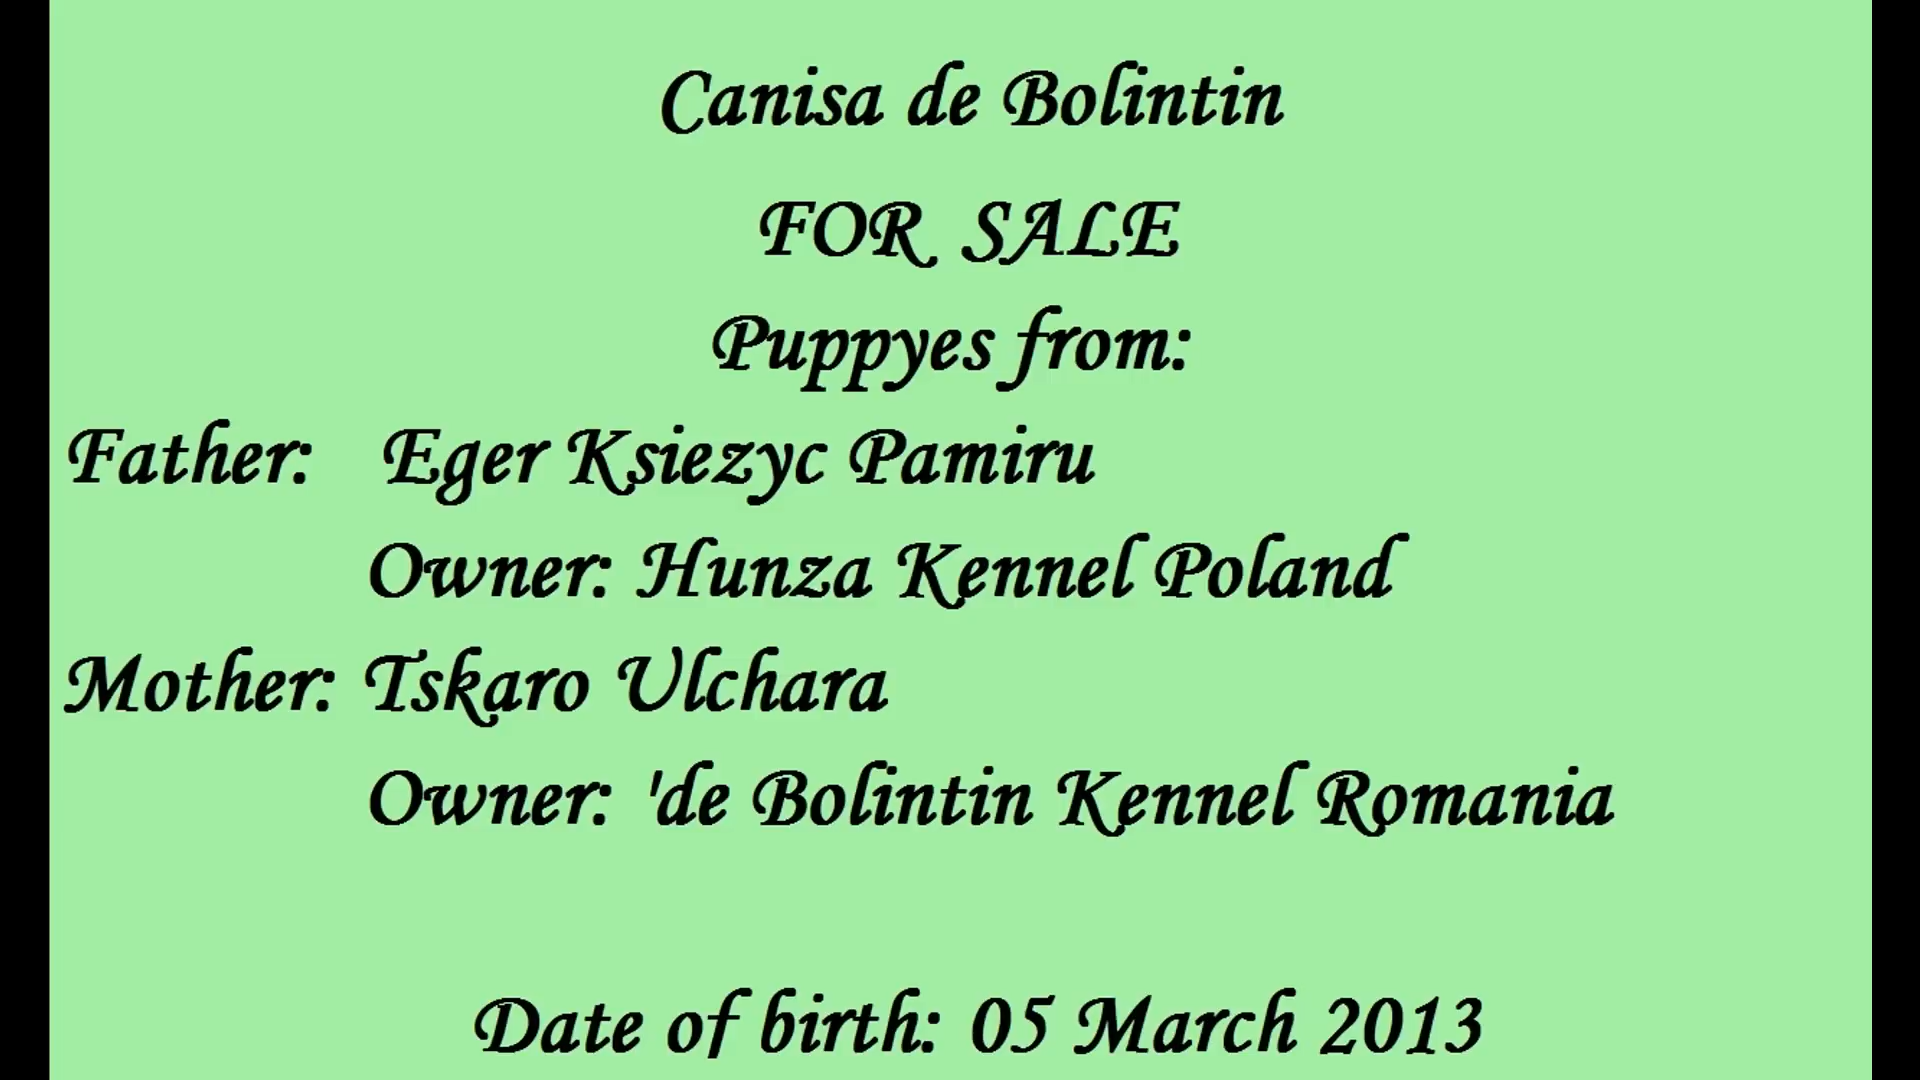 Canisa de Bolintin
FOR SALE
Puppyes from:
Father: Eger Ksiezyc Pamiru
Owner: Hunza Kennel Poland
Mother: Tskaro Ulchara
Owner: 'de Bolintin Kennel Romania
Date of birth: 05 March 2013